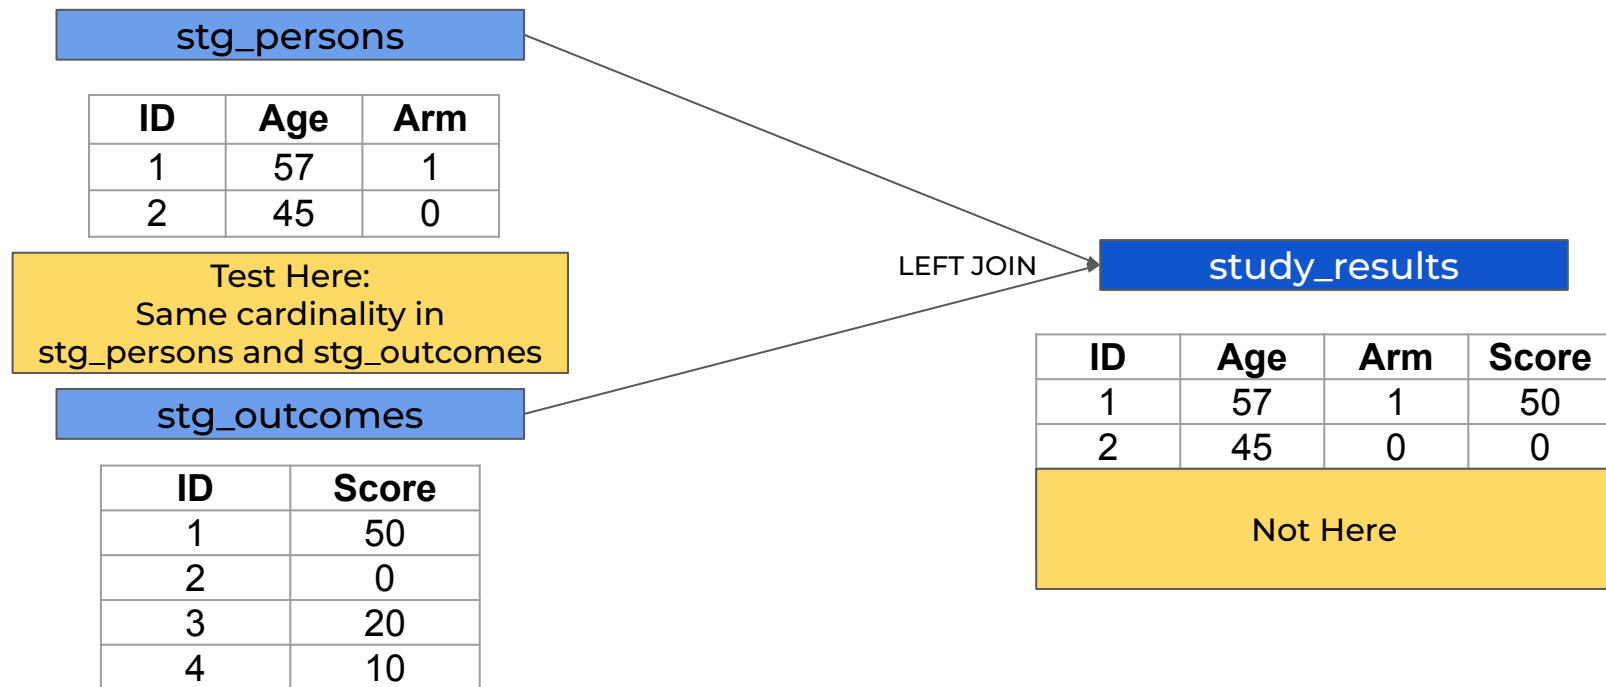 stg_persons
ID Age Arm
1 57 1
2 45 0
Test Here:
Same cardinality in
stg_persons and stg_outcomes
stg_outcomes
ID Score
1 50
2 0
3 20
4 10
LEFT JOIN
study_results
ID Age Arm Score
1 57 1 50
2 45 0 0
Not Here